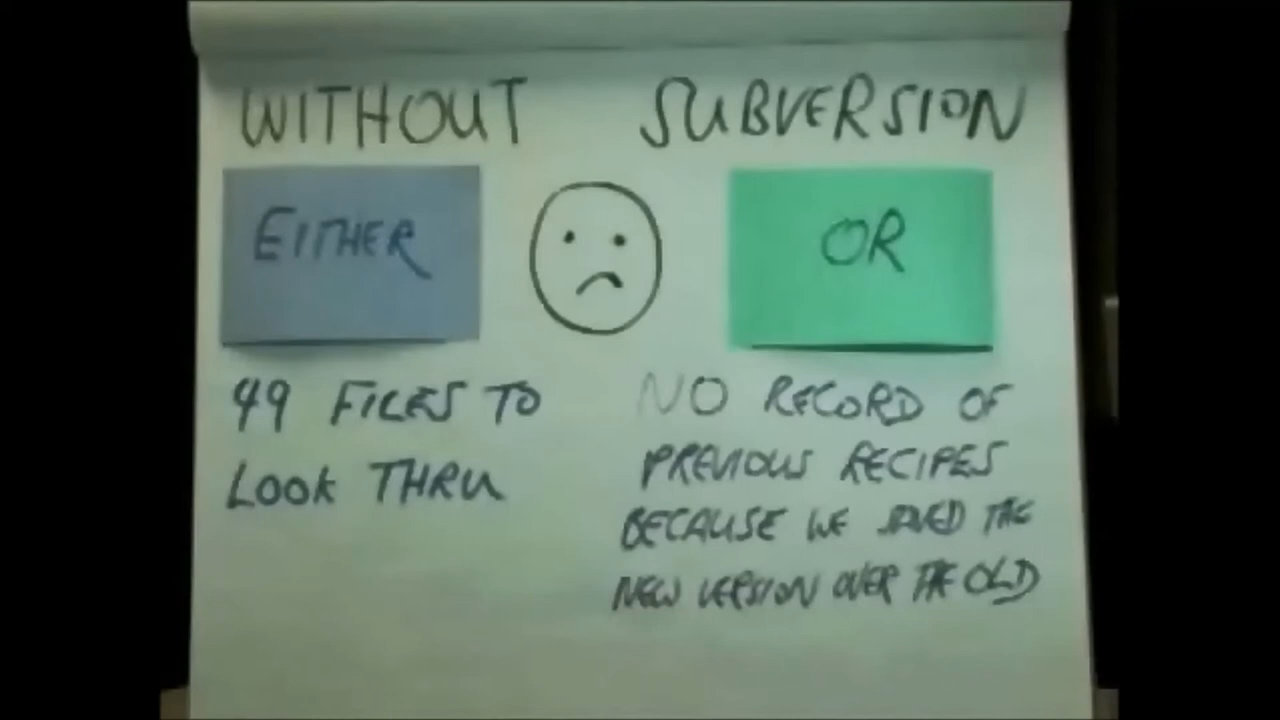 WITHOUT SUBVERSION
EITHER
OR
49 FILES TO
LOOK THRU
NO RECORD OF
PREVIOUS RECIPES
BECAUSE WE SAVED THE
NEW VERSION OVER THE OLD